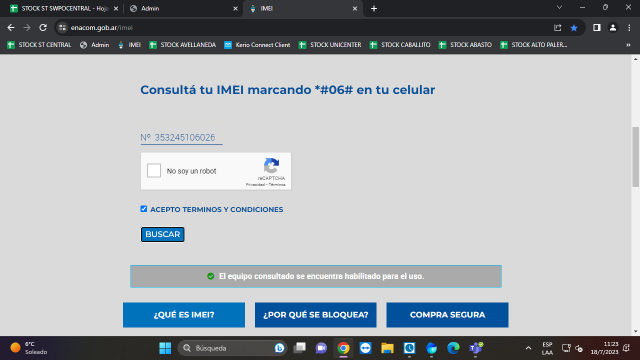 STOCK ST SWPOCENTRAL - Hoja
Admin
IMEI
enacom.gob.ar/imei
STOCK ST CENTRAL
Admin
IMEI
STOCK AVELLANEDA
Kerio Connect Client
STOCK UNICENTER
STOCK CABALLITO
STOCK ABASTO
STOCK ALTO PALER...
Consultá tu IMEI marcando *#06# en tu celular
Nº 353245106026
No soy un robot
reCAPTCHA
Privacidad - Términos
ACEPTO TERMINOS Y CONDICIONES
BUSCAR
El equipo consultado se encuentra habilitado para el uso.
¿QUÉ ES IMEI?
¿POR QUÉ SE BLOQUEA?
COMPRA SEGURA
6°C
Soleado
Búsqueda
ESP
LAA
11:23
18/7/2023